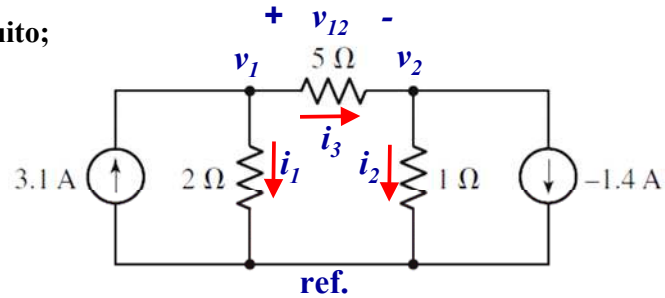 uito;
+ v12 -
v1 5 Ω v2
3.1 A 2 Ω i1 i3 i2 1 Ω –1.4 A
ref.